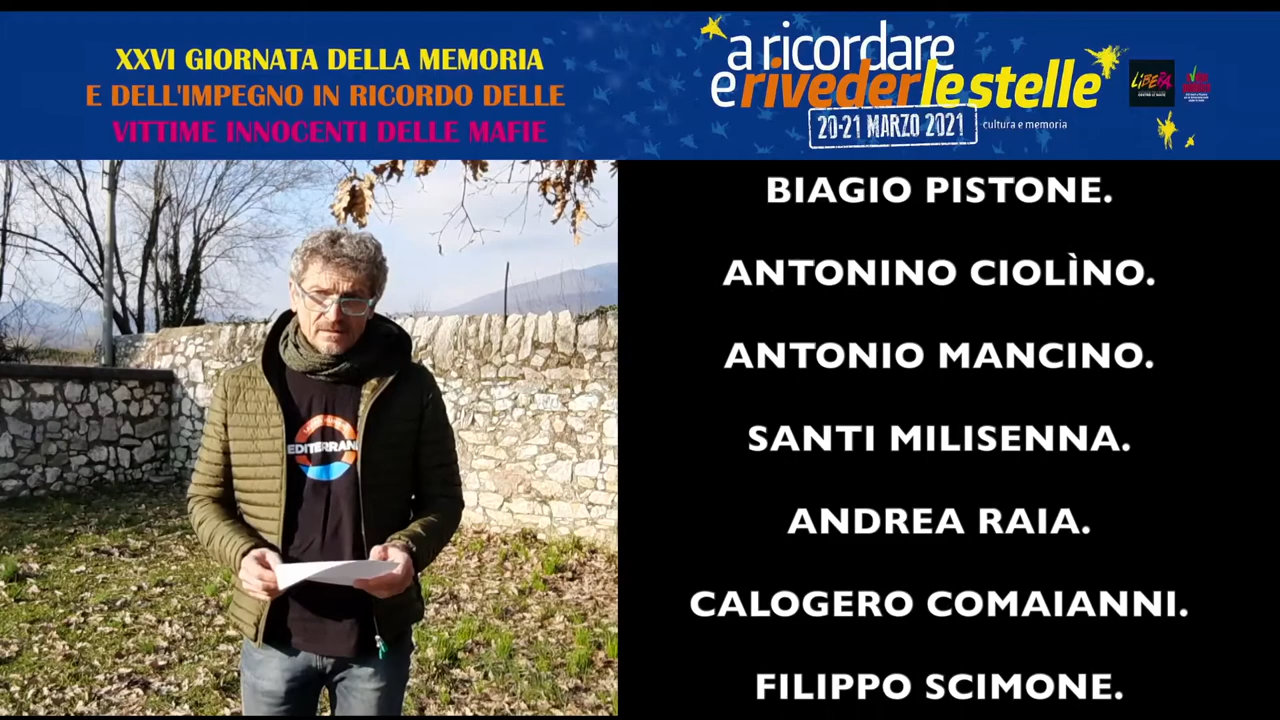 XXVI GIORNATA DELLA MEMORIA
E DELL'IMPEGNO IN RICORDO DELLE
VITTIME INNOCENTI DELLE MAFIE
a ricordare
e riveder le stelle
20-21 MARZO 2021
cultura e memoria
LIBERA
EDITERRAN
BIAGIO PISTONE.
ANTONINO CIOLÌNO.
ANTONIO MANCINO.
SANTI MILISENNA.
ANDREA RAIA.
CALOGERO COMAIANNI.
FILIPPO SCIMONE.